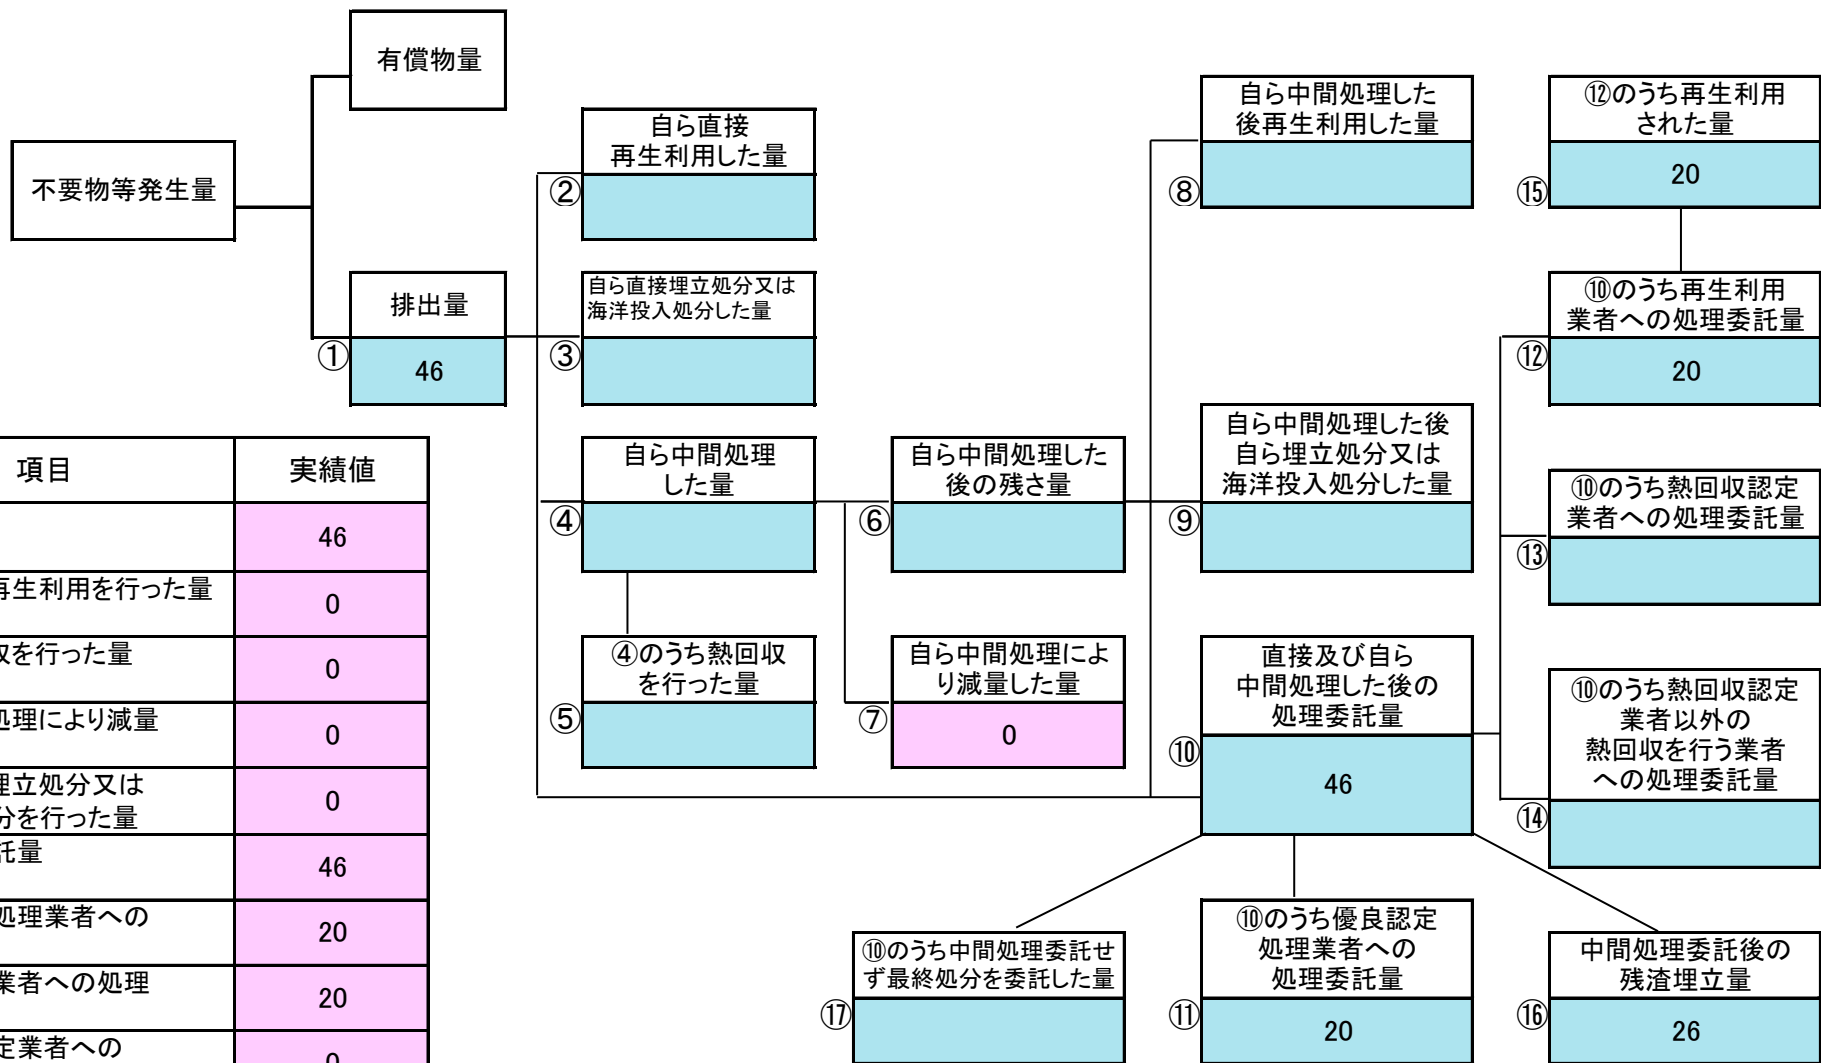 有償物量
不要物等発生量
排出量
①
46
自ら直接
再生利用した量
②
自ら直接埋立処分又は
海洋投入処分した量
③
自ら中間処理
した量
④
④のうち熱回収
を行った量
⑤
自ら中間処理した
後の残さ量
⑥
自ら中間処理によ
り減量した量
⑦
0
自ら中間処理した
後再生利用した量
⑧
自ら中間処理した後
自ら埋立処分又は
海洋投入処分した量
⑨
直接及び自ら
中間処理した後の
処理委託量
⑩
46
⑫のうち再生利用
された量
⑮
20
⑩のうち再生利用
業者への処理委託量
⑫
20
⑩のうち熱回収認定
業者への処理委託量
⑬
⑩のうち熱回収認定
業者以外の
熱回収を行う業者
への処理委託量
⑭
⑩のうち中間処理委託せ
ず最終処分を委託した量
⑰
⑩のうち優良認定
処理業者への
処理委託量
⑪
20
中間処理委託後の
残渣埋立量
⑯
26
項目 実績値
46
再生利用を行った量 0
を行った量 0
処理により減量 0
埋立処分又は
を行った量 0
託量 46
処理業者への 20
業者への処理 20
定業者への 0